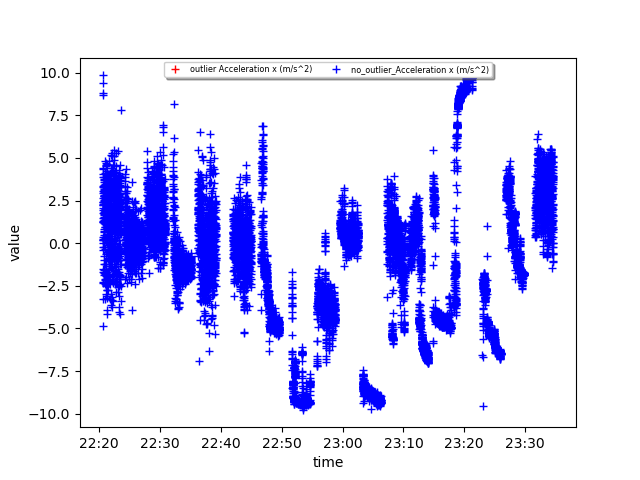 outlier Acceleration x (m/s^2) no_outlier_Acceleration x (m/s^2)
10.0
7.5
5.0
2.5
0.0
−2.5
−5.0
−7.5
−10.0
value
22:20 22:30 22:40 22:50 23:00 23:10 23:20 23:30
time